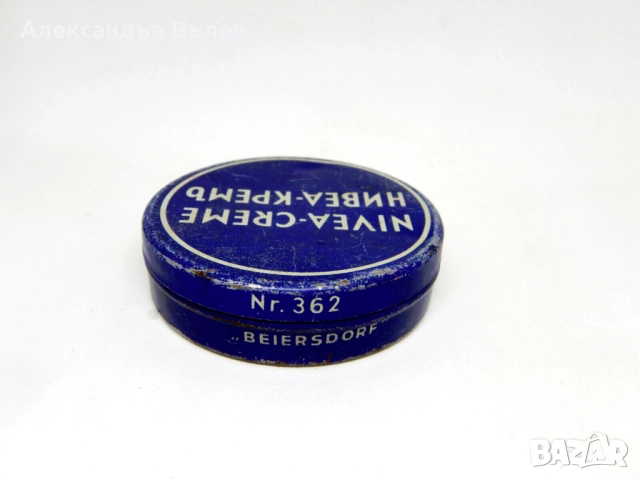 Александър Вълов
NIVEA-CREME
НИВЕА-КРЕМЪ
Nr. 362
„BEIERSDORF
BAZAR